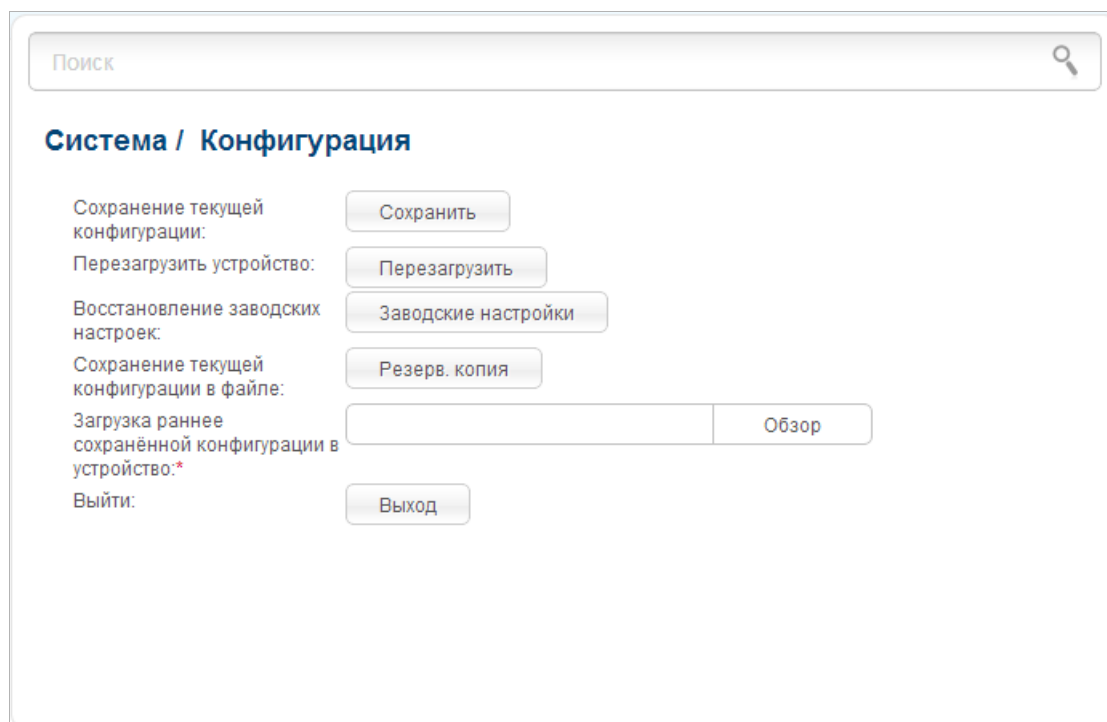 Поиск
Система / Конфигурация
Сохранение текущей
конфигурации:
Сохранить
Перезагрузить устройство:
Перезагрузить
Восстановление заводских
настроек:
Заводские настройки
Сохранение текущей
конфигурации в файле:
Резерв. копия
Загрузка раннее
сохранённой конфигурации в
устройство:*
Обзор
Выйти:
Выход